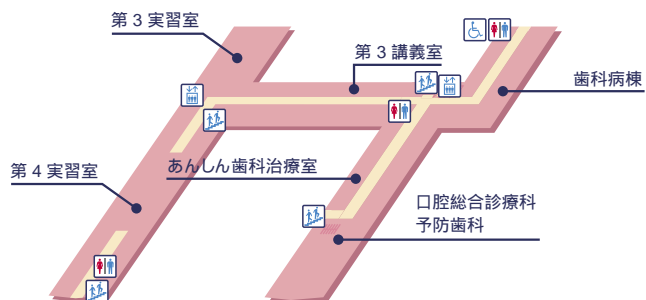 第3実習室
第3講義室
歯科病棟
あんしん歯科治療室
第4実習室
口腔総合診療科
予防歯科